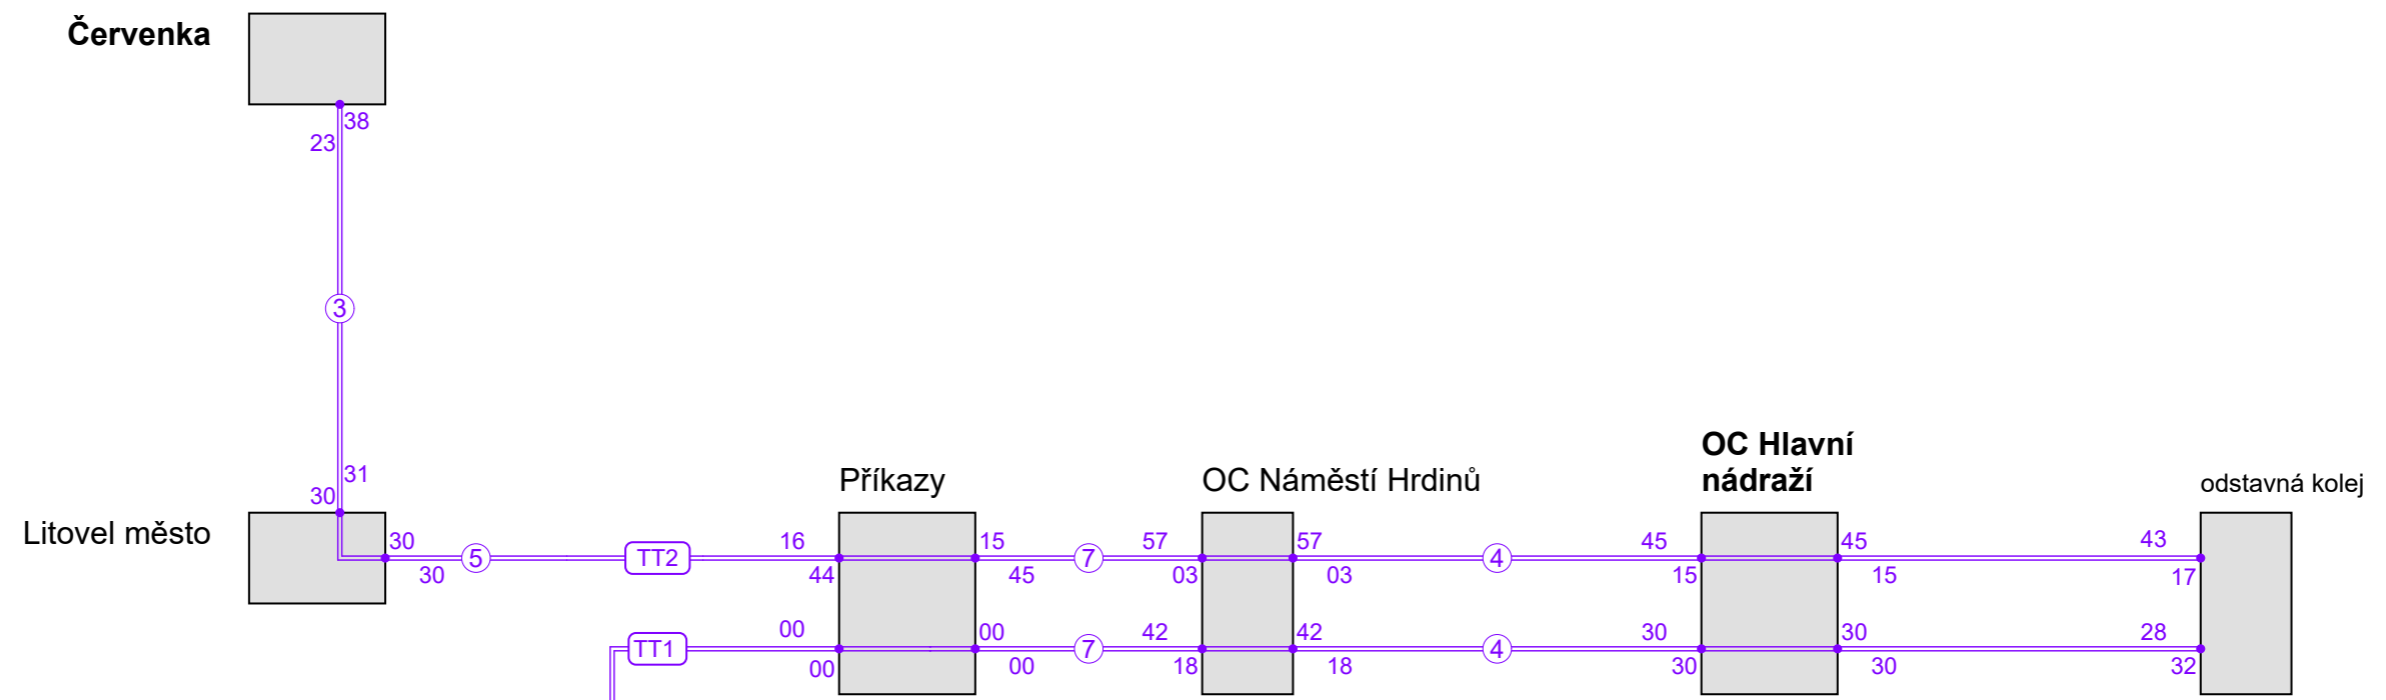 Červenka
38
23
3
31
30
Litovel město
Příkazy
OC Náměstí Hrdinů
OC Hlavní
nádraží
odstavná kolej
30 5 TT2 16 15 7 57 57 4 45 45 43
30 44 45 03 03 15 15 17
TT1 00 00 7 42 42 4 30 30 28
00 00 18 18 30 30 32